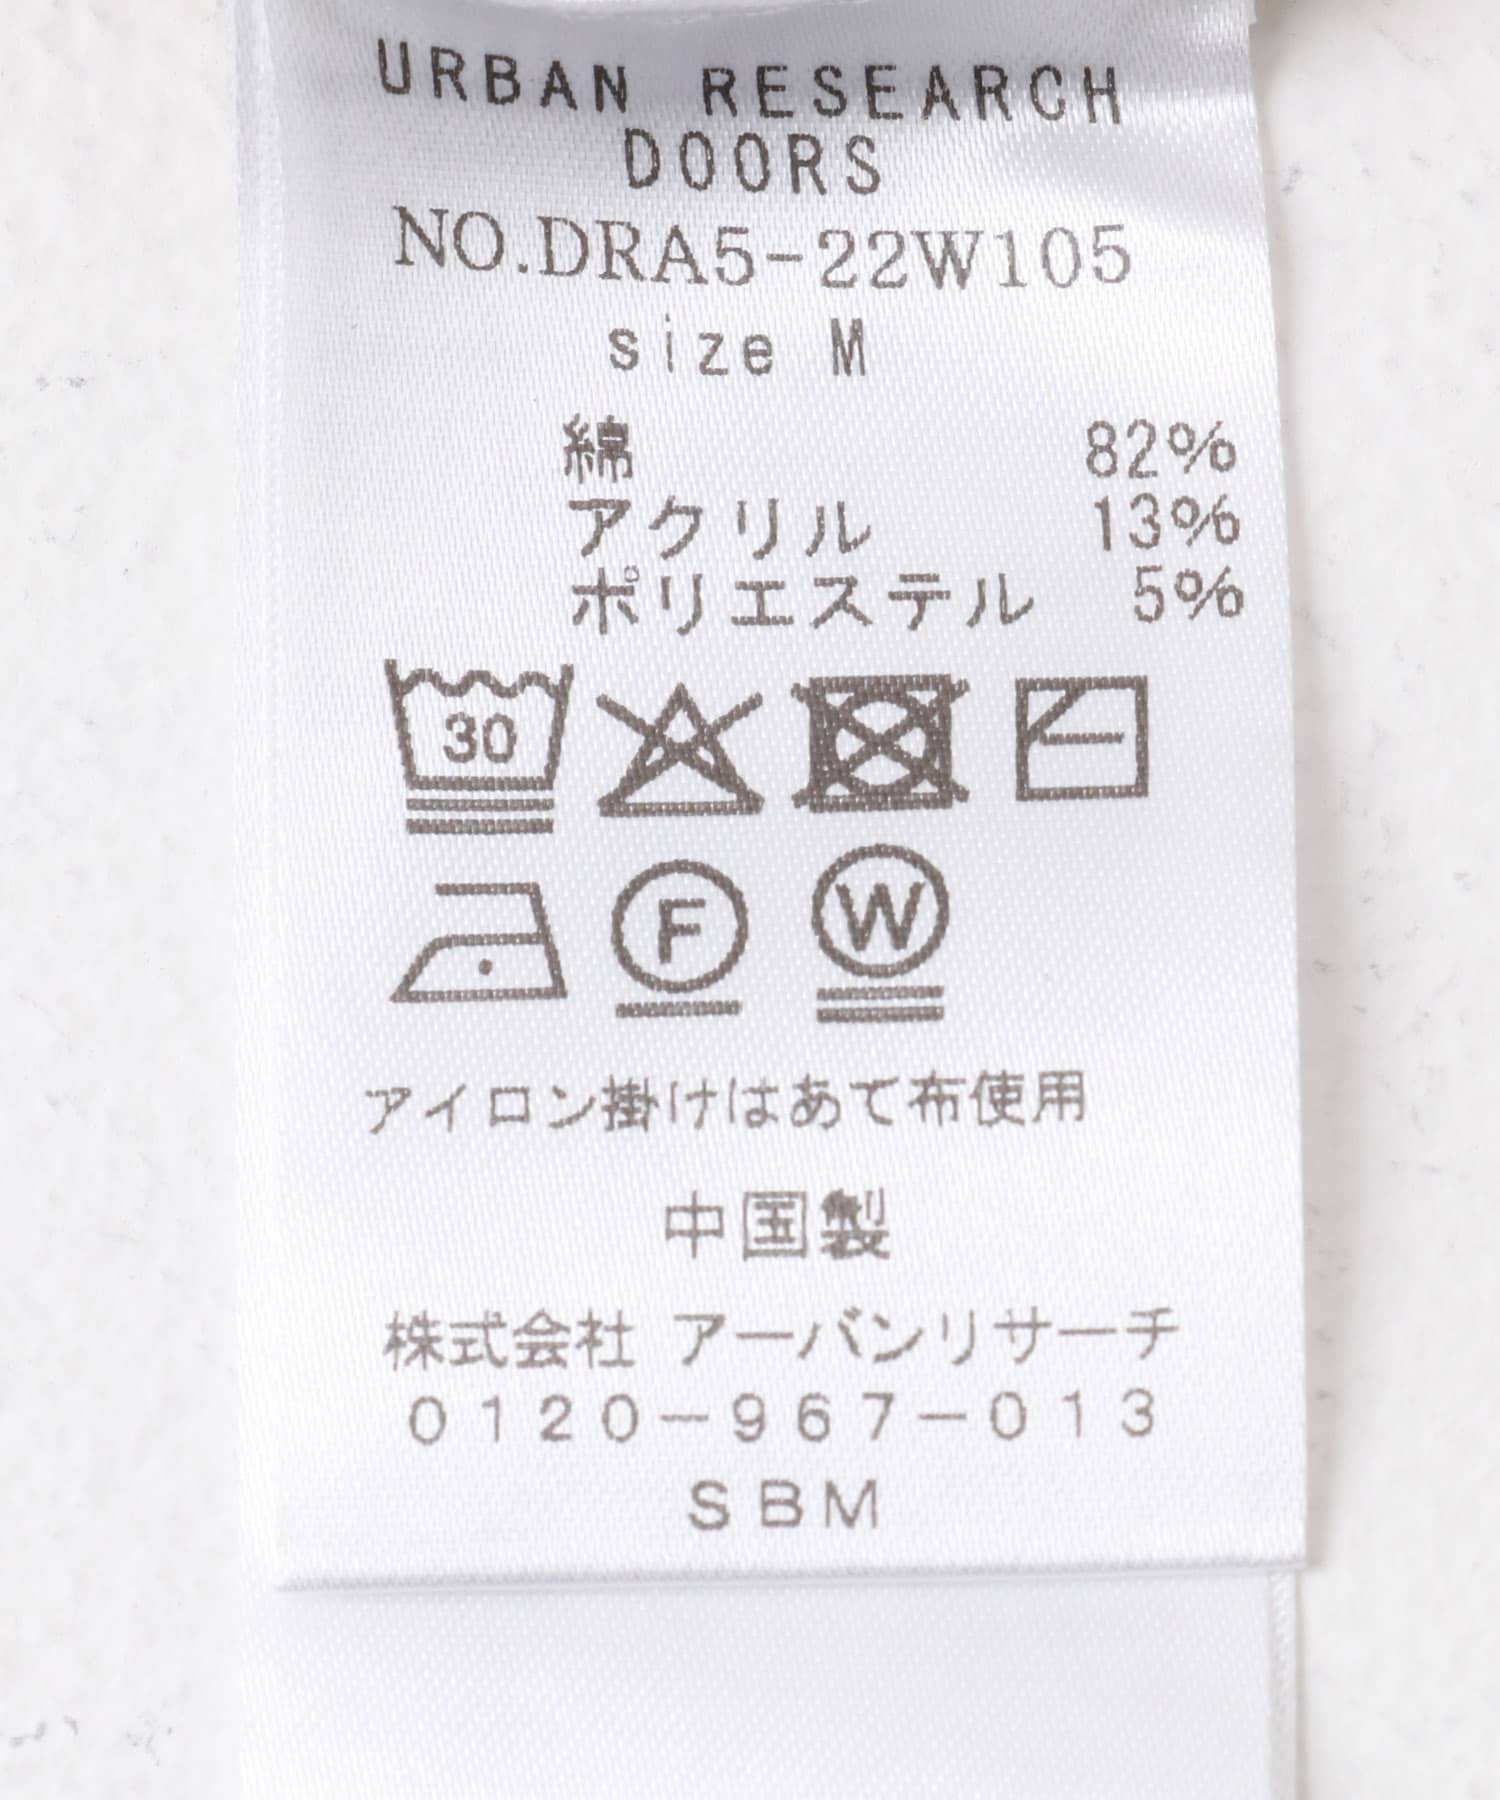 URBAN RESEARCH
DOORS
NO.DRA5-22W105
size M
綿 82%
アクリル 13%
ポリエステル 5%
30
F W
アイロン掛けはあて布使用
中国製
株式会社 アーバンリサーチ
0120-967-013
SBM